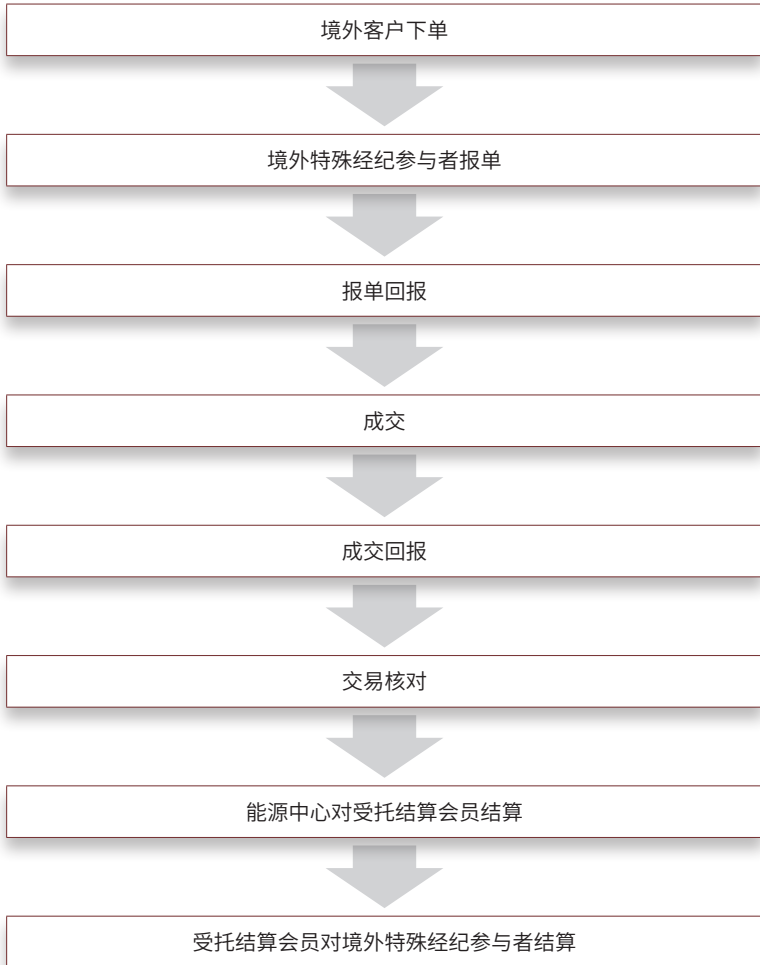 境外客户下单
境外特殊经纪参与者报单
报单回报
成交
成交回报
交易核对
能源中心对受托结算会员结算
受托结算会员对境外特殊经纪参与者结算